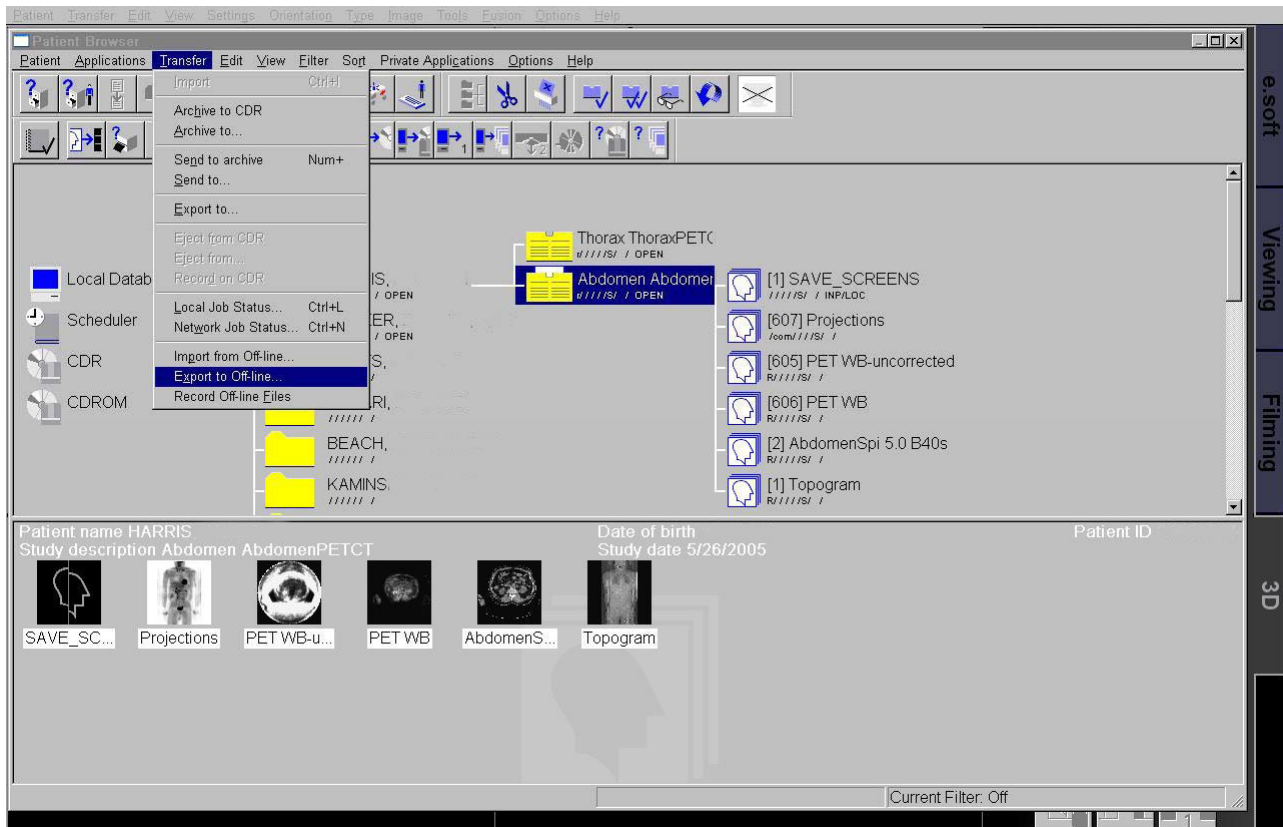 Patient Transfer Edit View Settings Orientation Type Image Tools Fusion Options Help
Patient Browser
Patient Applications Transfer Edit View Filter Sort Private Applications Options Help
Import Ctrl+I
Archive to CDR
Archive to...
Send to archive Num+
Send to...
Export to...
Eject from CDR
Eject from...
Record on CDR
Local Job Status... Ctrl+L
Network Job Status... Ctrl+N
Import from Off-line...
Export to Off-line...
Record Off-line Files
Local Datab
Scheduler
CDR
CDROM
IS,
/ OPEN
ER,
/ OPEN
S,
RI,
////// /
BEACH,
////// /
KAMINS
////// /
Thorax ThoraxPETC
r/////S/ / OPEN
Abdomen Abdomen
r/////S/ / OPEN
[1] SAVE_SCREENS
/////S/ / INP/LOC
[607] Projections
/com////S/ /
[605] PET WB-uncorrected
R/////S/ /
[606] PET WB
R/////S/ /
[2] AbdomenSpi 5.0 B40s
R/////S/ /
[1] Topogram
R/////S/ /
e.soft
Viewing
Filming
3D
Patient name HARRIS
Date of birth
Patient ID
Study description Abdomen AbdomenPETCT
Study date 5/26/2005
SAVE_SC... Projections PET WB-u... PET WB AbdomenS... Topogram
Current Filter: Off